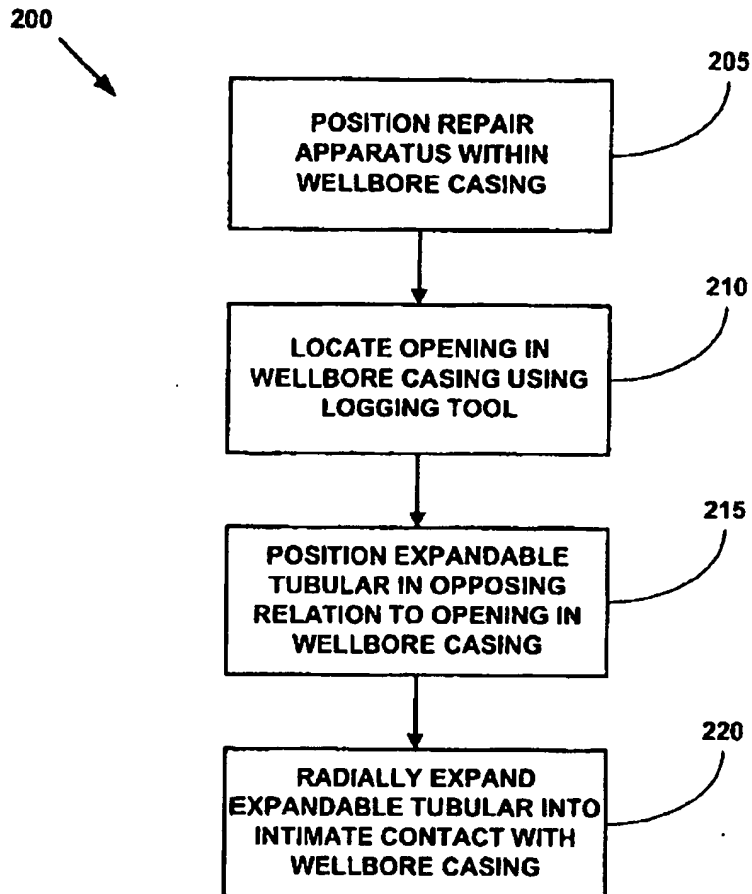 200
205
POSITION REPAIR
APPARATUS WITHIN
WELLBORE CASING
210
LOCATE OPENING IN
WELLBORE CASING USING
LOGGING TOOL
215
POSITION EXPANDABLE
TUBULAR IN OPPOSING
RELATION TO OPENING IN
WELLBORE CASING
220
RADIALLY EXPAND
EXPANDABLE TUBULAR INTO
INTIMATE CONTACT WITH
WELLBORE CASING